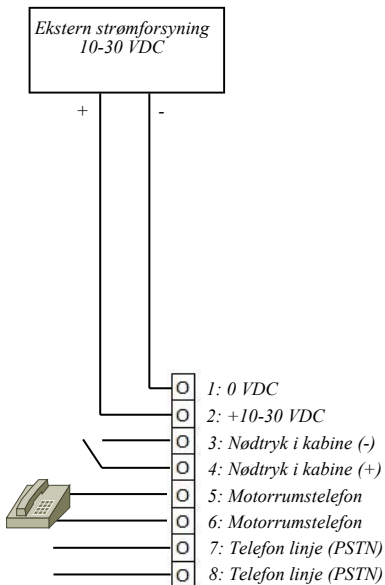 Ekstern strømforsyning
10-30 VDC
+ -
1: 0 VDC
2: +10-30 VDC
3: Nødtryk i kabine (-)
4: Nødtryk i kabine (+)
5: Motorrumstelefon
6: Motorrumstelefon
7: Telefon linje (PSTN)
8: Telefon linje (PSTN)